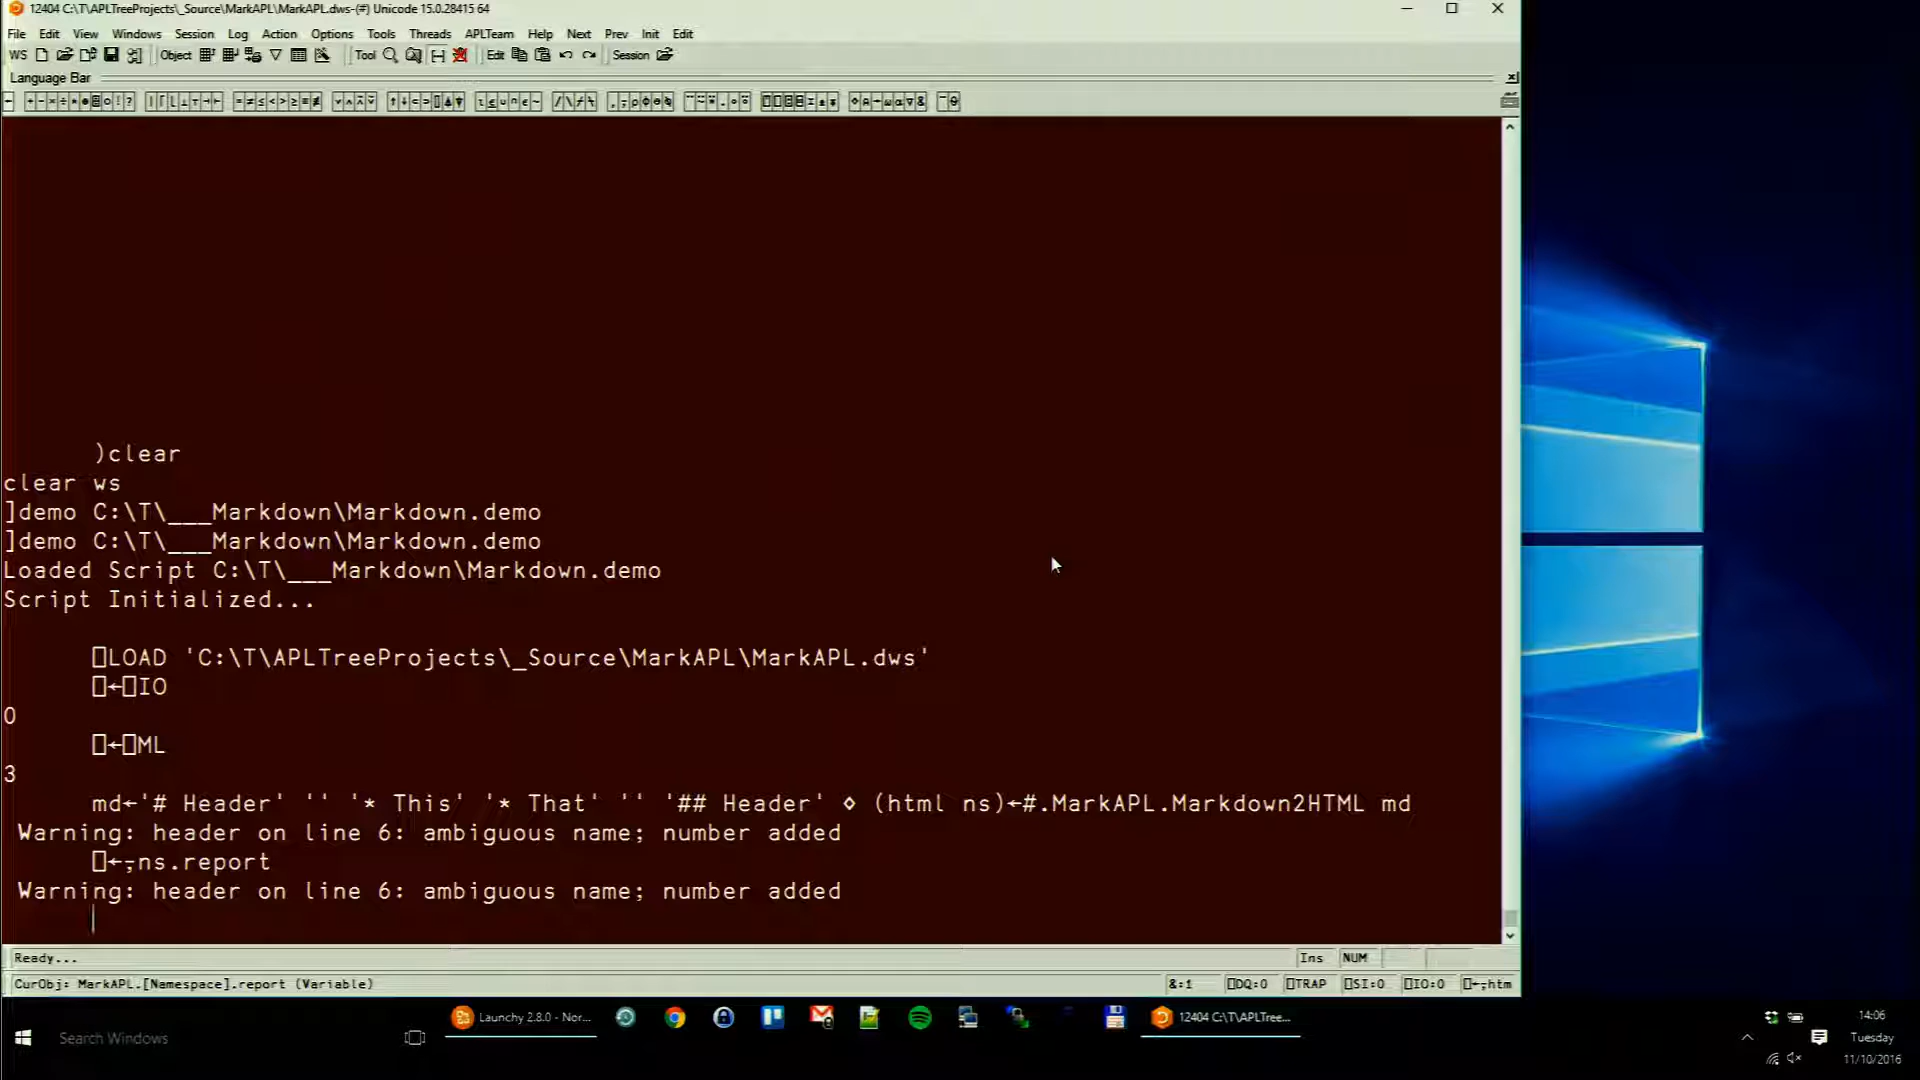 12404 C:\T\APLTreeProjects\_Source\MarkAPL\MarkAPL.dws-(#) Unicode 15.0.28415 64
File Edit View Windows Session Log Action Options Tools Threads APLTeam Help Next Prev Init Edit
WS Object Tool Edit Session
Language Bar
)clear
clear ws
]demo C:\T\___Markdown\Markdown.demo
]demo C:\T\___Markdown\Markdown.demo
Loaded Script C:\T\___Markdown\Markdown.demo
Script Initialized...
⎕LOAD 'C:\T\APLTreeProjects\_Source\MarkAPL\MarkAPL.dws'
⎕←⎕IO
0
⎕←⎕ML
3
md←'# Header' '' '* This' '* That' '' '## Header' ⋄ (html ns)←#.MarkAPL.Markdown2HTML md
Warning: header on line 6: ambiguous name; number added
⎕←⍪ns.report
Warning: header on line 6: ambiguous name; number added
Ready...
Ins NUM
CurObj: MarkAPL.[Namespace].report (Variable)
&:1 ⎕DQ:0 ⎕TRAP ⎕SI:0 ⎕IO:0 ⎕←⍪htm
Search Windows
Launchy 2.8.0 - Nor...
12404 C:\T\APLTree...
14:06
Tuesday
11/10/2016